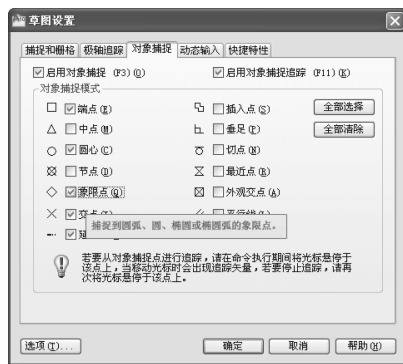 草图设置
捕捉和栅格 极轴追踪 对象捕捉 动态输入 快捷特性
启用对象捕捉 (F3)(O) 启用对象捕捉追踪 (F11)(K)
对象捕捉模式
端点(E) 插入点(S) 全部选择
中点(M) 垂足(P) 全部清除
圆心(C) 切点(N)
节点(D) 最近点(R)
象限点(Q) 外观交点(A)
交点
捕捉到圆弧、圆、椭圆或椭圆弧的象限点。
若要从对象捕捉点进行追踪，请在命令执行期间将光标悬停于
该点上，当移动光标时会出现追踪矢量，若要停止追踪，请再
次将光标悬停于该点上。
选项(T)... 确定 取消 帮助(H)